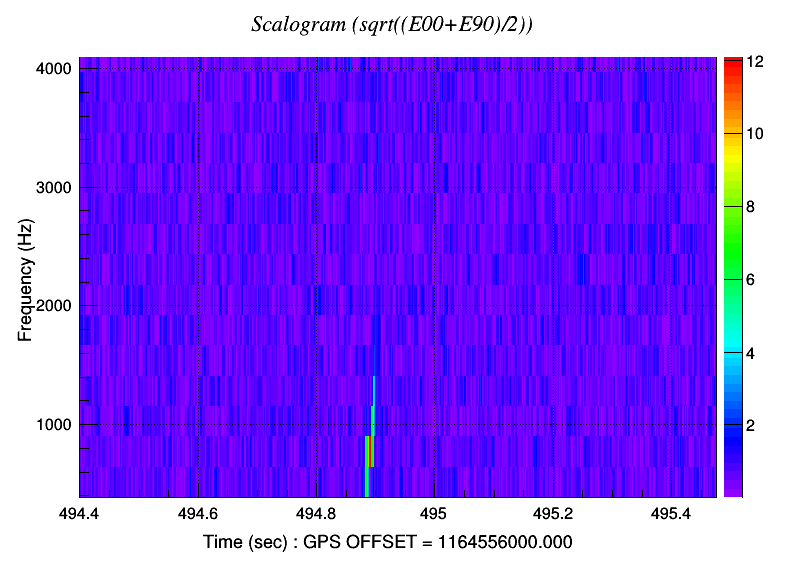 Scalogram (sqrt((E00+E90)/2))
4000
3000
2000
1000
Frequency (Hz)
494.4 494.6 494.8 495 495.2 495.4
Time (sec) : GPS OFFSET = 1164556000.000
12
10
8
6
4
2